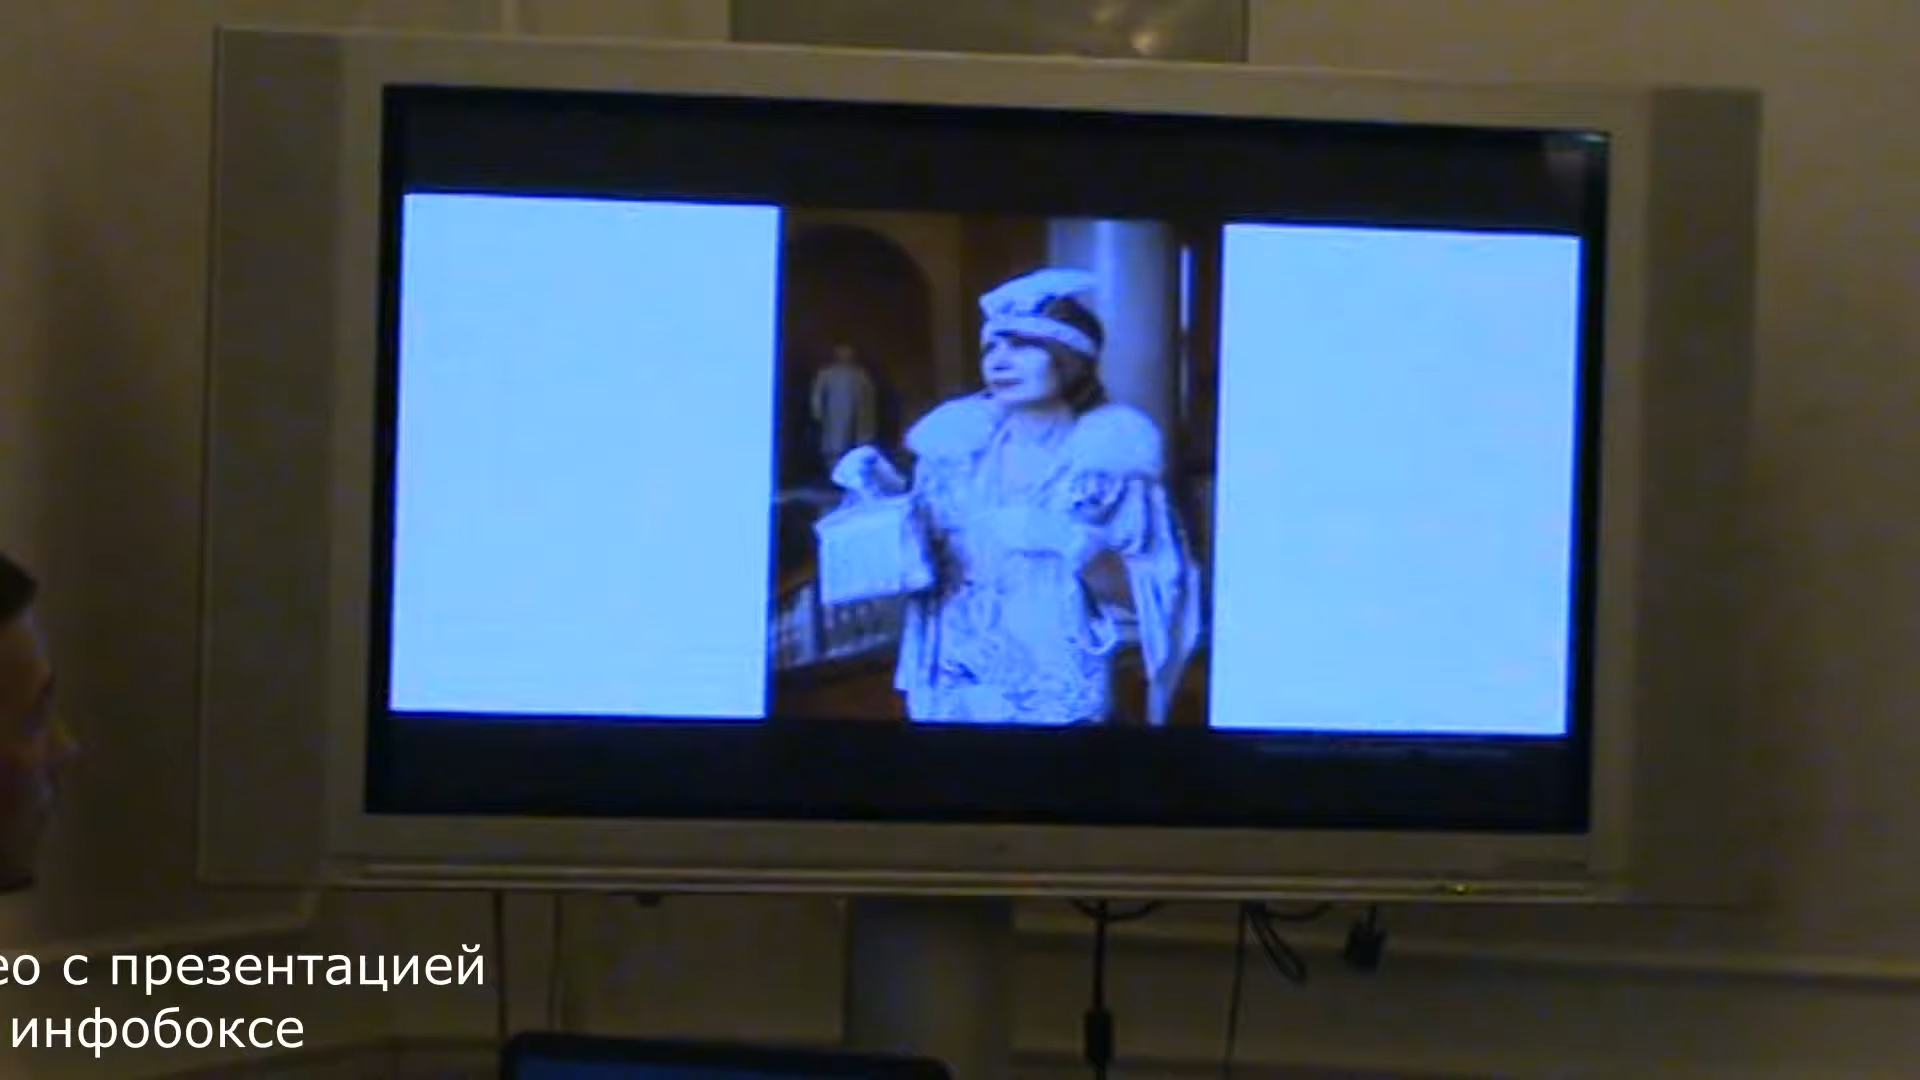 ео с презентацией
инфобоксе